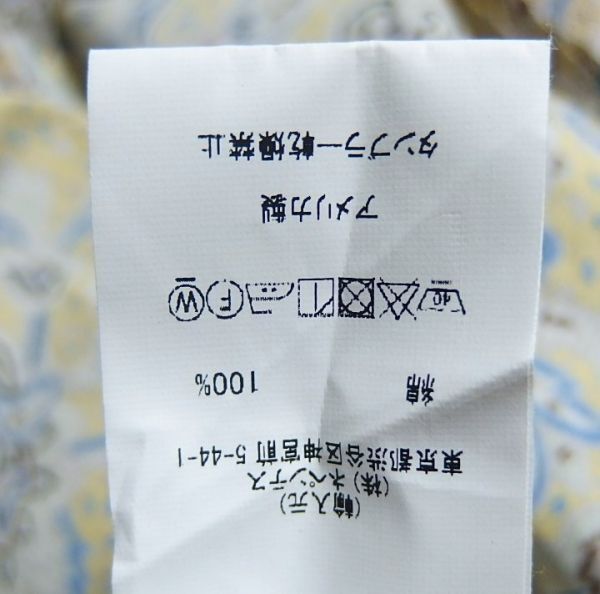 (輸入元)
(株)ネペンテス
東京都渋谷区神宮前 5-44-1
綿 100%
40 F W
アメリカ製
タンブラー乾燥禁止